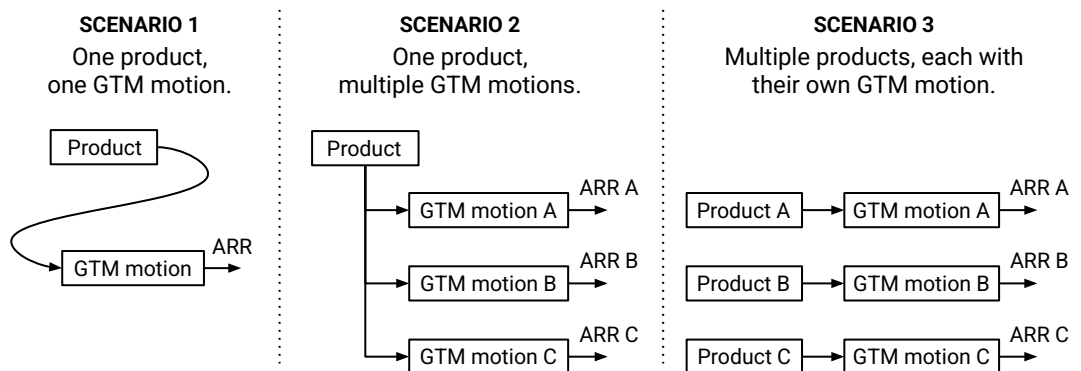 SCENARIO 1
One product,
one GTM motion.
Product
ARR
GTM motion
SCENARIO 2
One product,
multiple GTM motions.
Product
ARR A
GTM motion A
ARR B
GTM motion B
ARR C
GTM motion C
SCENARIO 3
Multiple products, each with
their own GTM motion.
ARR A
Product A
GTM motion A
ARR B
Product B
GTM motion B
ARR C
Product C
GTM motion C